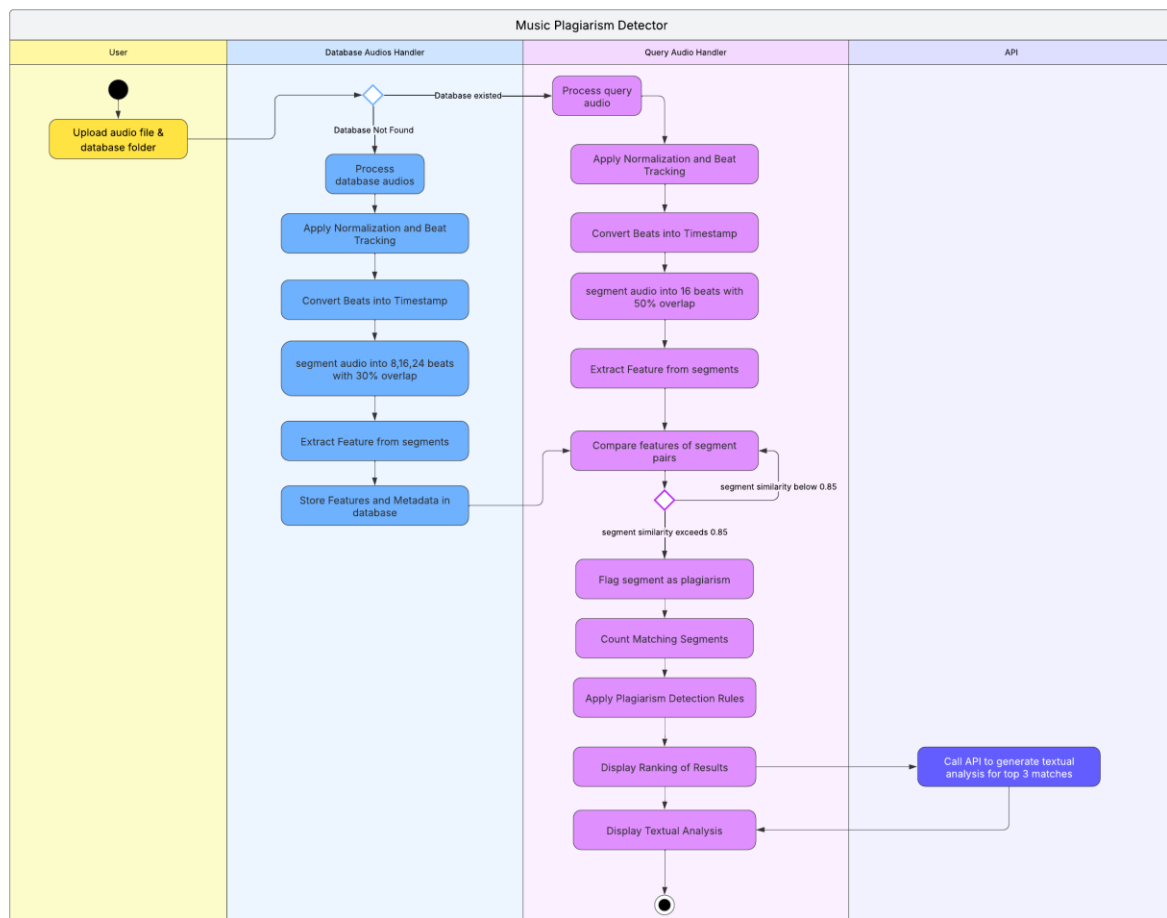 Music Plagiarism Detector
User
Database Audios Handler
Query Audio Handler
API
Upload audio file &
database folder
Database existed
Database Not Found
Process
database audios
Apply Normalization and Beat
Tracking
Convert Beats into Timestamp
segment audio into 8,16,24 beats
with 30% overlap
Extract Feature from segments
Store Features and Metadata in
database
Process query
audio
Apply Normalization and Beat
Tracking
Convert Beats into Timestamp
segment audio into 16 beats with
50% overlap
Extract Feature from segments
Compare features of segment
pairs
segment similarity below 0.85
segment similarity exceeds 0.85
Flag segment as plagiarism
Count Matching Segments
Apply Plagiarism Detection Rules
Display Ranking of Results
Call API to generate textual
analysis for top 3 matches
Display Textual Analysis